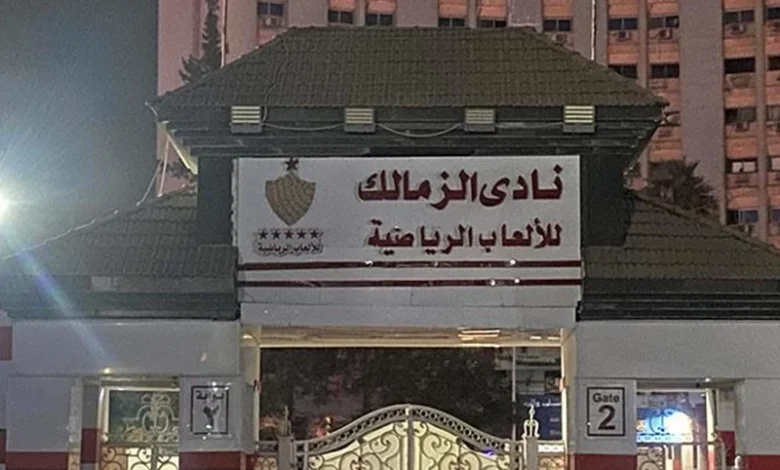 نادى الزمالك
للألعاب الرياضية
للألعاب الرياضية
بوابة
٢
Gate
2